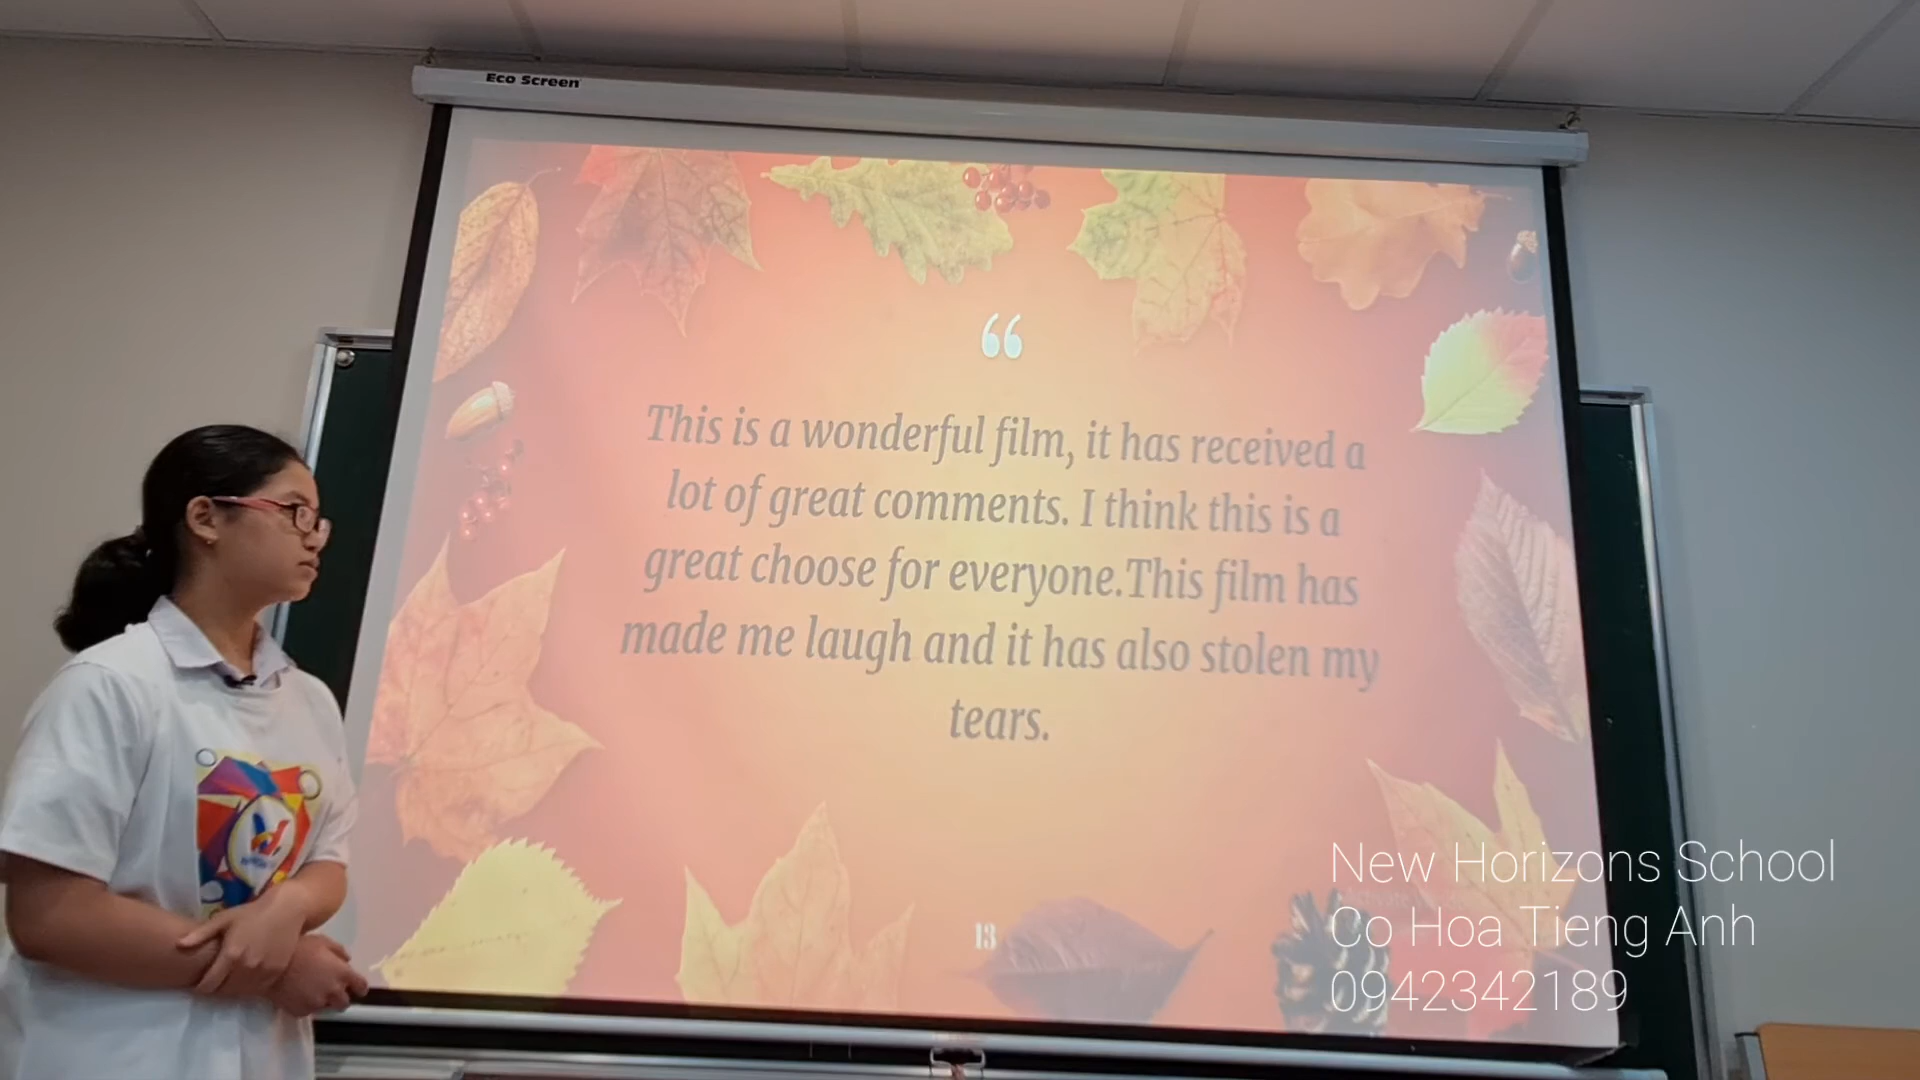 Eco Screen
“
This is a wonderful film, it has received a
lot of great comments. I think this is a
great choose for everyone.This film has
made me laugh and it has also stolen my
tears.
13
New Horizons School
Co Hoa Tieng Anh
0942342189